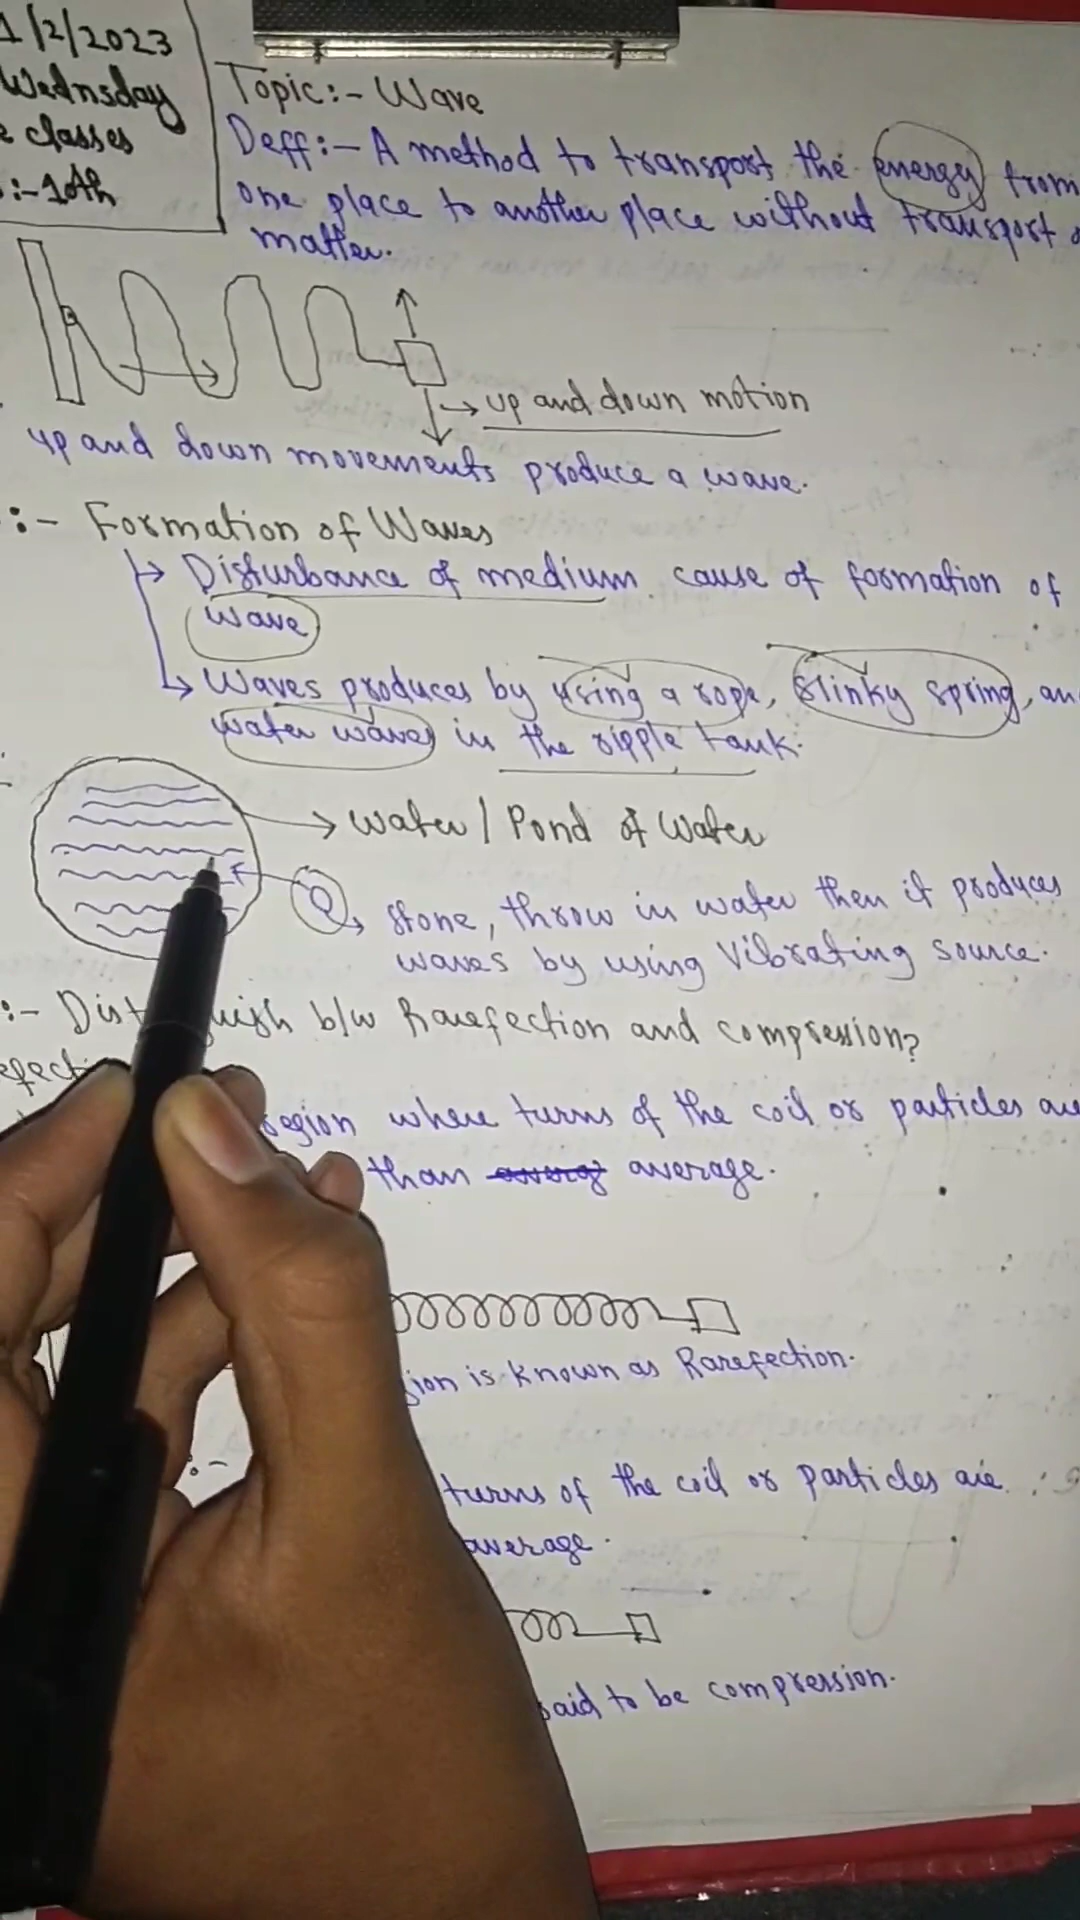 1/2/2023
Wednsday
classes
:-10th
Topic:- Wave
Deff:- A method to transport the energy from
one place to another place without transport
matter.
up and down motion
up and down movements produce a wave.
:- Formation of Waves
Disturbance of medium cause of formation of
wave
Waves produces by using a rope, slinky spring, an
water waves in the ripple tank.
Water / Pond of Water
stone, throw in water then it produces
waves by using Vibrating source.
:- Dist guish b/w Rarefection and compression?
efecti
region where turns of the coil or particles are
than average.
ion is known as Rarefection.
:-
turns of the coil or particles are
average.
said to be compression.